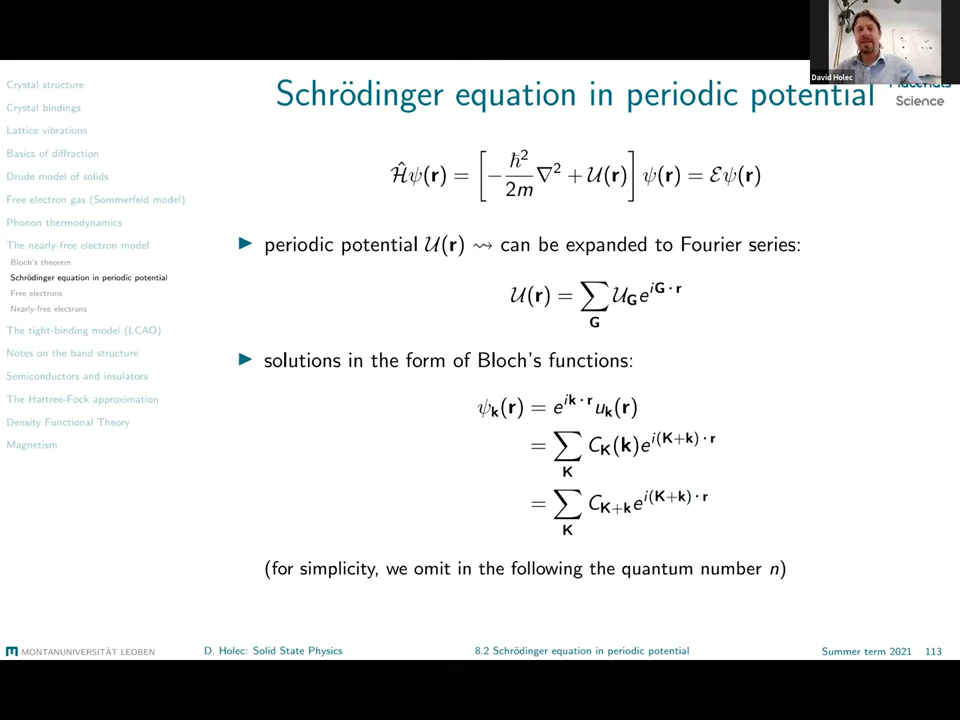 David Holec
Materials
Science
Schrödinger equation in periodic potential
Crystal structure
Crystal bindings
Lattice vibrations
Basics of diffraction
Drude model of solids
Free electron gas (Sommerfeld model)
Phonon thermodynamics
The nearly-free electron model
Bloch's theorem
Schrödinger equation in periodic potential
Free electrons
Nearly-free electrons
The tight-binding model (LCAO)
Notes on the band structure
Semiconductors and insulators
The Hartree-Fock approximation
Density Functional Theory
Magnetism
Ĥψ(r) = [−ħ²/2m ∇² + U(r)] ψ(r) = Eψ(r)
▶ periodic potential U(r) ⇝ can be expanded to Fourier series:
U(r) = ∑_G U_G e^{iG·r}
▶ solutions in the form of Bloch's functions:
ψ_k(r) = e^{ik·r} u_k(r)
= ∑_K C_K(k)e^{i(K+k)·r}
= ∑_K C_{K+k}e^{i(K+k)·r}
(for simplicity, we omit in the following the quantum number n)
MONTANUNIVERSITÄT LEOBEN
D. Holec: Solid State Physics
8.2 Schrödinger equation in periodic potential
Summer term 2021 113